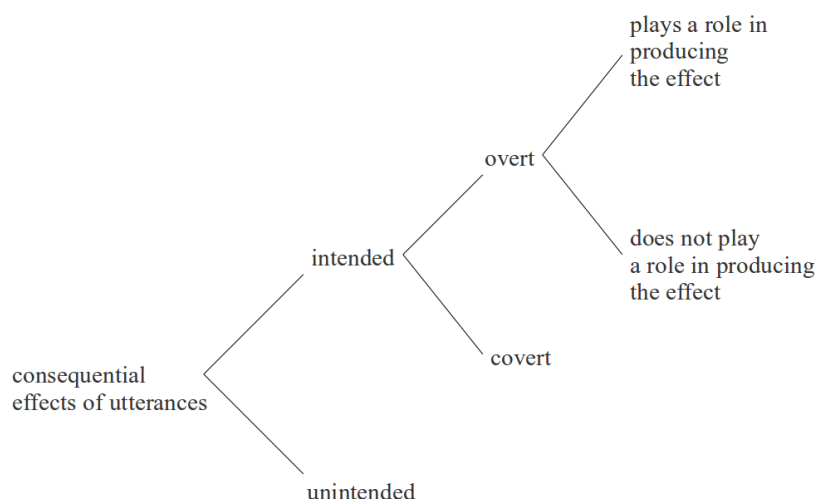 plays a role in
producing
the effect
overt
does not play
a role in producing
the effect
intended
covert
consequential
effects of utterances
unintended